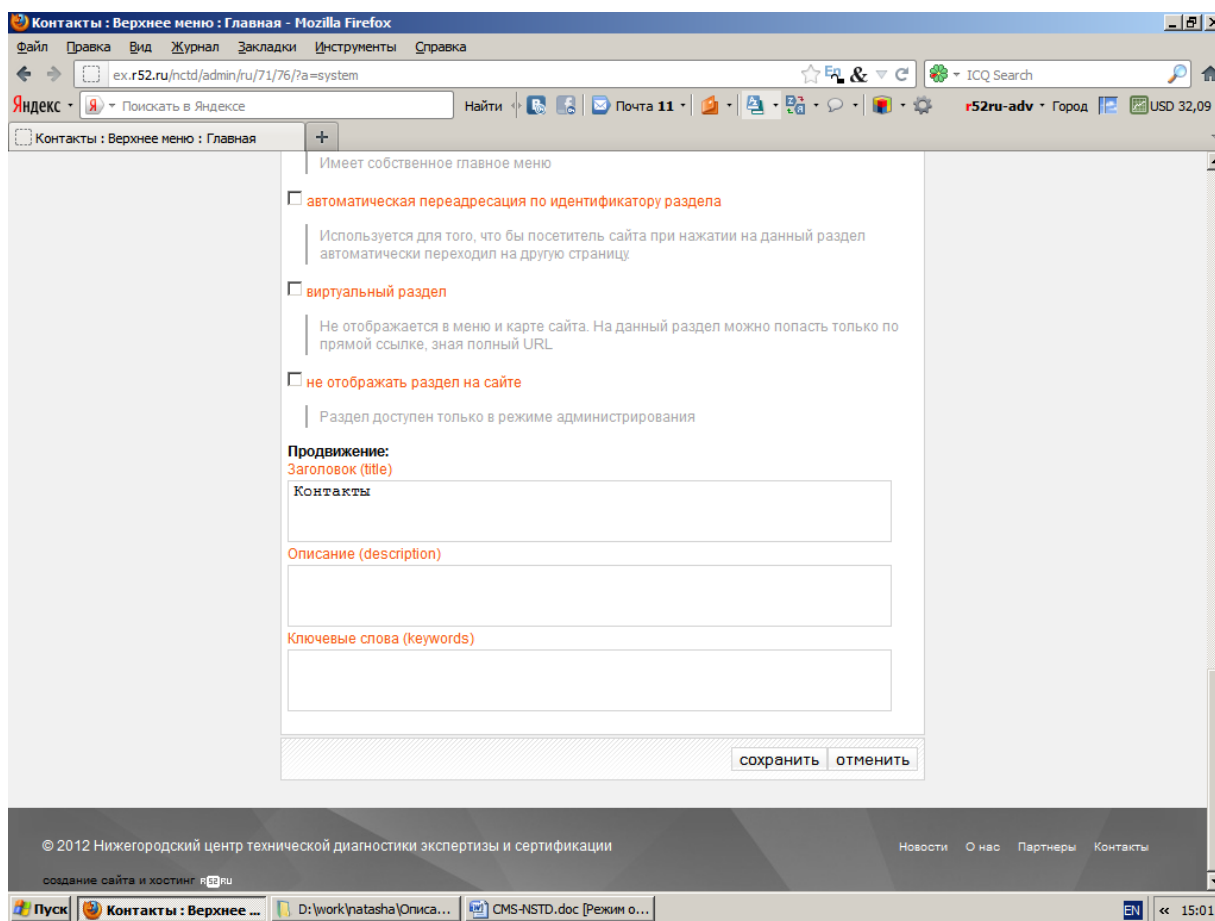 Контакты : Верхнее меню : Главная - Mozilla Firefox
Файл Правка Вид Журнал Закладки Инструменты Справка
ex.r52.ru/nctd/admin/ru/71/76/?a=system ICQ Search
Яндекс Поискать в Яндексе Найти Почта 11 r52ru-adv Город USD 32,09
Контакты : Верхнее меню : Главная +
Имеет собственное главное меню
автоматическая переадресация по идентификатору раздела
Используется для того, что бы посетитель сайта при нажатии на данный раздел
автоматически переходил на другую страницу.
виртуальный раздел
Не отображается в меню и карте сайта. На данный раздел можно попасть только по
прямой ссылке, зная полный URL
не отображать раздел на сайте
Раздел доступен только в режиме администрирования
Продвижение:
Заголовок (title)
Контакты
Описание (description)
Ключевые слова (keywords)
сохранить отменить
© 2012 Нижегородский центр технической диагностики экспертизы и сертификации Новости О нас Партнеры Контакты
создание сайта и хостинг R52.RU
Пуск Контакты : Верхнее ... D:\work\natasha\Описа... CMS-NSTD.doc [Режим о... EN « 15:01